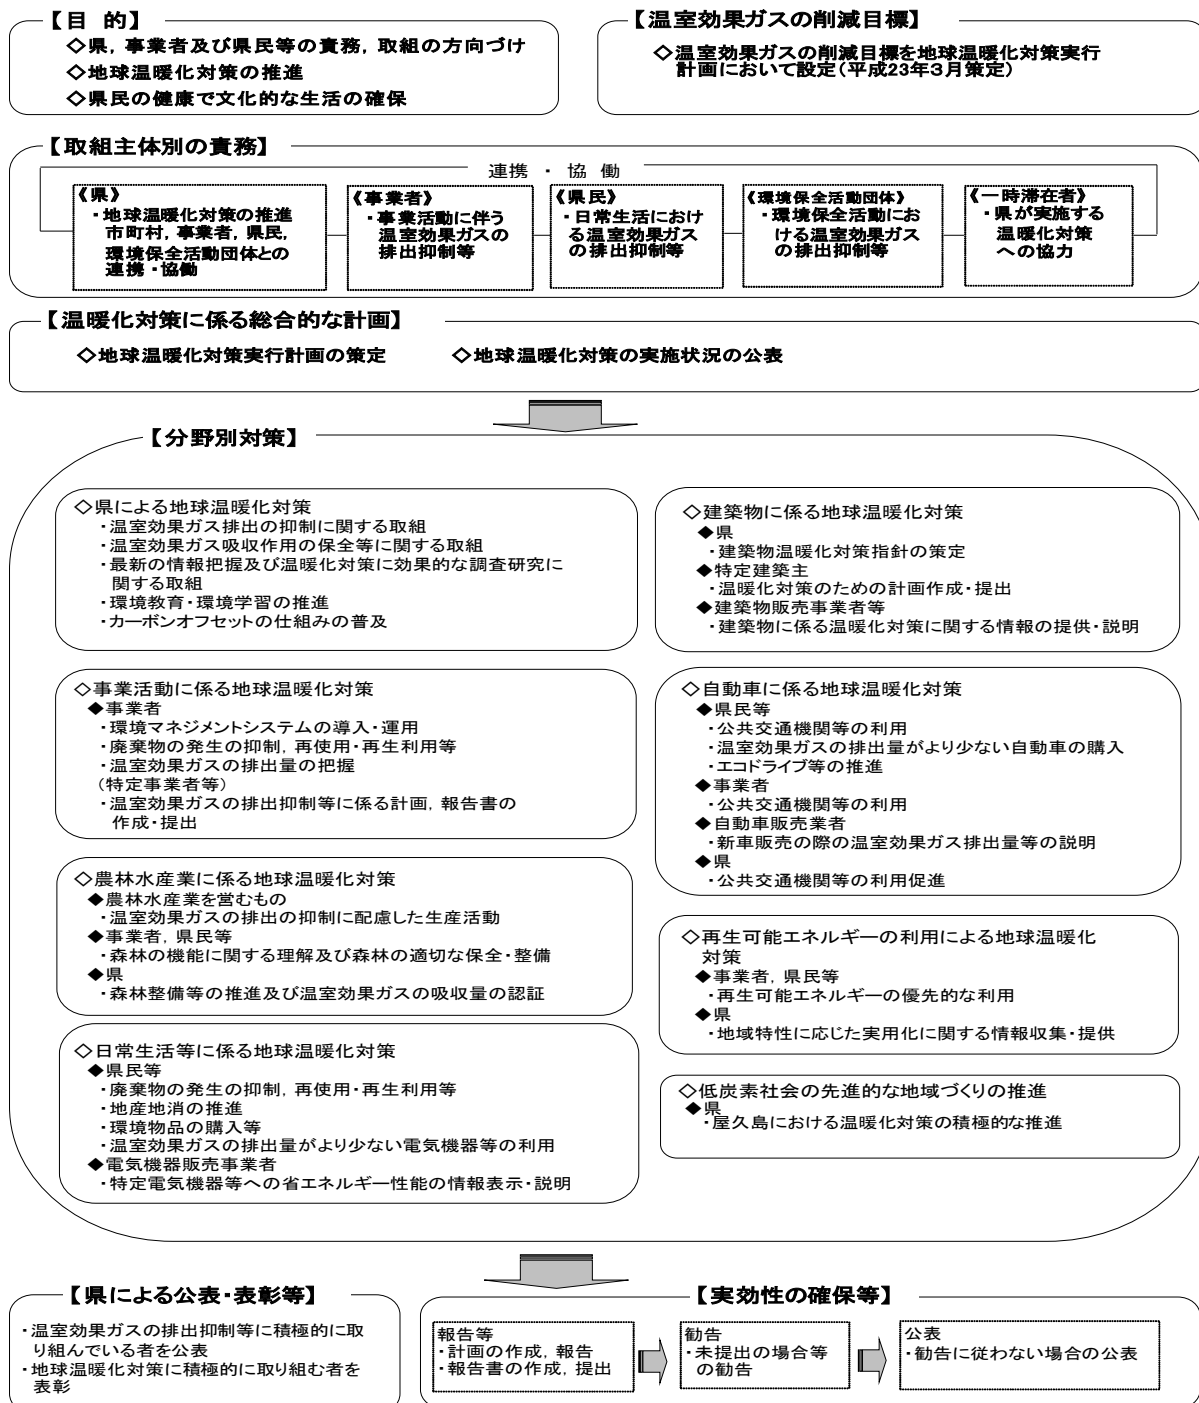 【目 的】
◇県，事業者及び県民等の責務，取組の方向づけ
◇地球温暖化対策の推進
◇県民の健康で文化的な生活の確保
【温室効果ガスの削減目標】
◇温室効果ガスの削減目標を地球温暖化対策実行
計画において設定（平成23年３月策定）
【取組主体別の責務】
連携 ・ 協 働
《県》
・地球温暖化対策の推進
市町村，事業者，県民，
環境保全活動団体との
連携・協働
《事業者》
・事業活動に伴う
温室効果ガスの
排出抑制等
《県民》
・日常生活におけ
る温室効果ガス
の排出抑制等
《環境保全活動団体》
・環境保全活動にお
ける温室効果ガス
の排出抑制等
《一時滞在者》
・県が実施する
温暖化対策
への協力
【温暖化対策に係る総合的な計画】
◇地球温暖化対策実行計画の策定
◇地球温暖化対策の実施状況の公表
【分野別対策】
◇県による地球温暖化対策
・温室効果ガス排出の抑制に関する取組
・温室効果ガス吸収作用の保全等に関する取組
・最新の情報把握及び温暖化対策に効果的な調査研究に
関する取組
・環境教育・環境学習の推進
・カーボンオフセットの仕組みの普及
◇事業活動に係る地球温暖化対策
◆事業者
・環境マネジメントシステムの導入・運用
・廃棄物の発生の抑制，再使用・再生利用等
・温室効果ガスの排出量の把握
（特定事業者等）
・温室効果ガスの排出抑制等に係る計画，報告書の
作成・提出
◇農林水産業に係る地球温暖化対策
◆農林水産業を営むもの
・温室効果ガスの排出の抑制に配慮した生産活動
◆事業者，県民等
・森林の機能に関する理解及び森林の適切な保全・整備
◆県
・森林整備等の推進及び温室効果ガスの吸収量の認証
◇日常生活等に係る地球温暖化対策
◆県民等
・廃棄物の発生の抑制，再使用・再生利用等
・地産地消の推進
・環境物品の購入等
・温室効果ガスの排出量がより少ない電気機器等の利用
◆電気機器販売事業者
・特定電気機器等への省エネルギー性能の情報表示・説明
◇建築物に係る地球温暖化対策
◆県
・建築物温暖化対策指針の策定
◆特定建築主
・温暖化対策のための計画作成・提出
◆建築物販売事業者等
・建築物に係る温暖化対策に関する情報の提供・説明
◇自動車に係る地球温暖化対策
◆県民等
・公共交通機関等の利用
・温室効果ガスの排出量がより少ない自動車の購入
・エコドライブ等の推進
◆事業者
・公共交通機関等の利用
◆自動車販売業者
・新車販売の際の温室効果ガス排出量等の説明
◆県
・公共交通機関等の利用促進
◇再生可能エネルギーの利用による地球温暖化
対策
◆事業者，県民等
・再生可能エネルギーの優先的な利用
◆県
・地域特性に応じた実用化に関する情報収集・提供
◇低炭素社会の先進的な地域づくりの推進
◆県
・屋久島における温暖化対策の積極的な推進
【県による公表・表彰等】
・温室効果ガスの排出抑制等に積極的に取
り組んでいる者を公表
・地球温暖化対策に積極的に取り組む者を
表彰
【実効性の確保等】
報告等
・計画の作成，報告
・報告書の作成，提出
勧告
・未提出の場合等
の勧告
公表
・勧告に従わない場合の公表